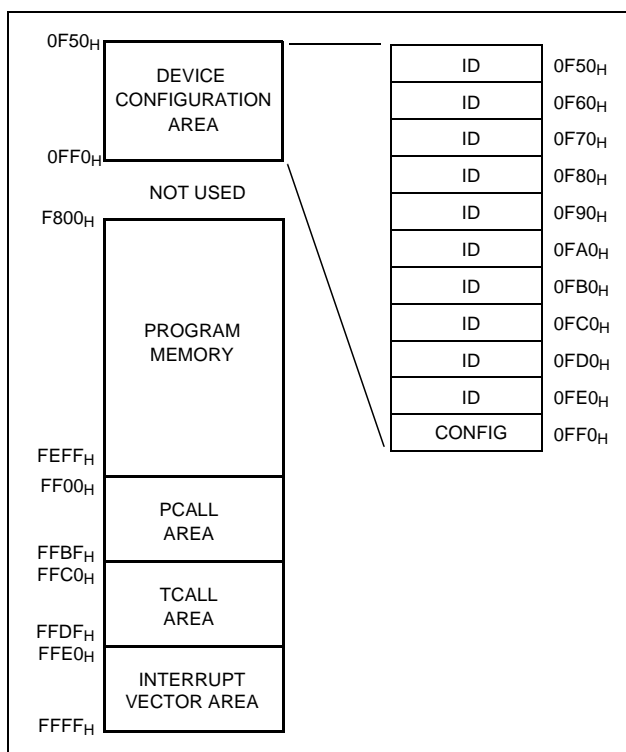 0F50H
DEVICE
CONFIGURATION
AREA
0FF0H
NOT USED
F800H
PROGRAM
MEMORY
FEFFH
FF00H
PCALL
AREA
FFBFH
FFC0H
TCALL
AREA
FFDFH
FFE0H
INTERRUPT
VECTOR AREA
FFFFH
ID 0F50H
ID 0F60H
ID 0F70H
ID 0F80H
ID 0F90H
ID 0FA0H
ID 0FB0H
ID 0FC0H
ID 0FD0H
ID 0FE0H
CONFIG 0FF0H